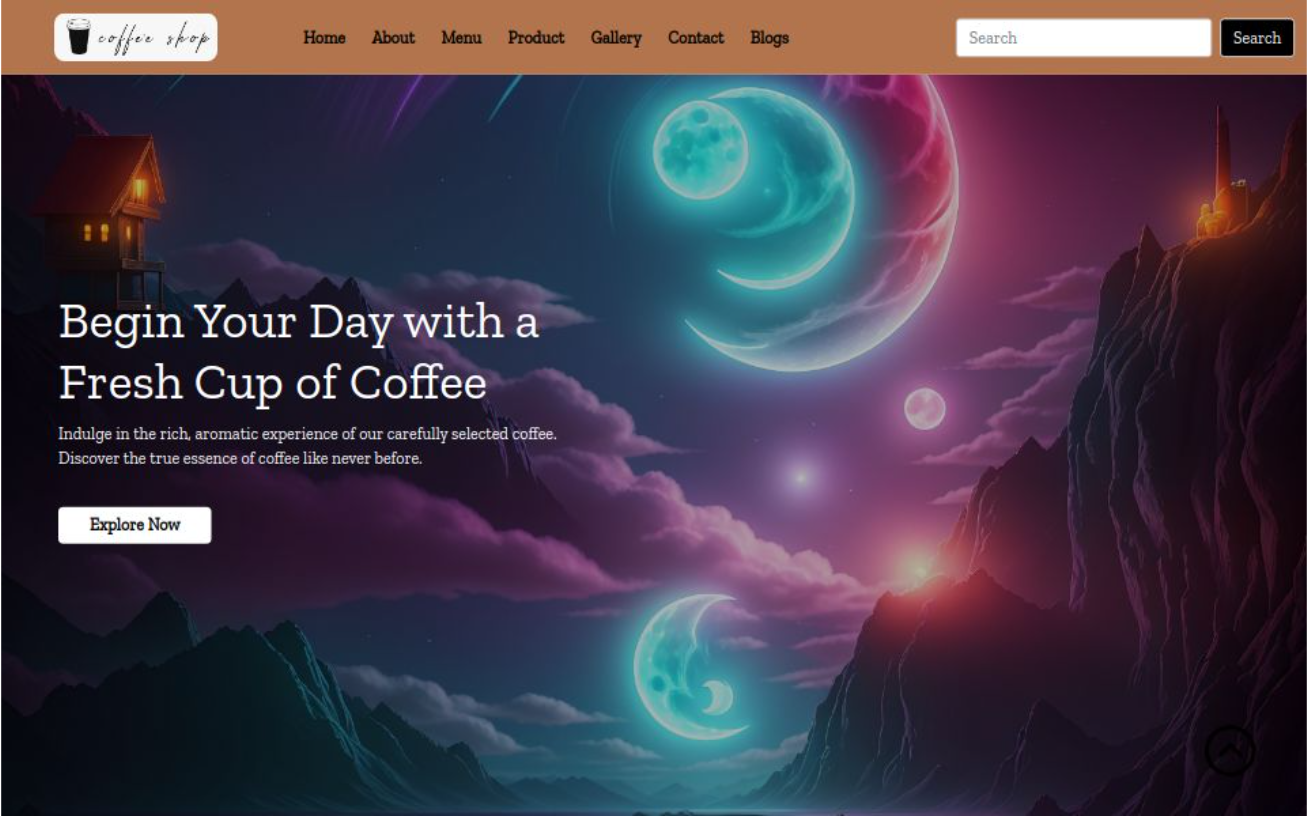 coffee shop
Home About Menu Product Gallery Contact Blogs
Search Search
Begin Your Day with a
Fresh Cup of Coffee
Indulge in the rich, aromatic experience of our carefully selected coffee.
Discover the true essence of coffee like never before.
Explore Now